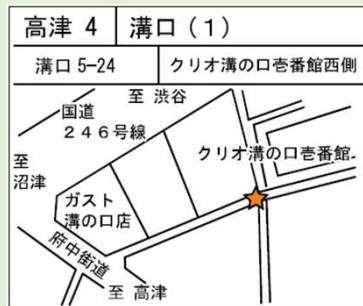 高津 4
溝口（1）
溝口 5-24
クリオ溝の口壱番館西側
至 渋谷
国道
２４６号線
クリオ溝の口壱番館
至
沼津
ガスト
溝の口店
府中街道
至 高津